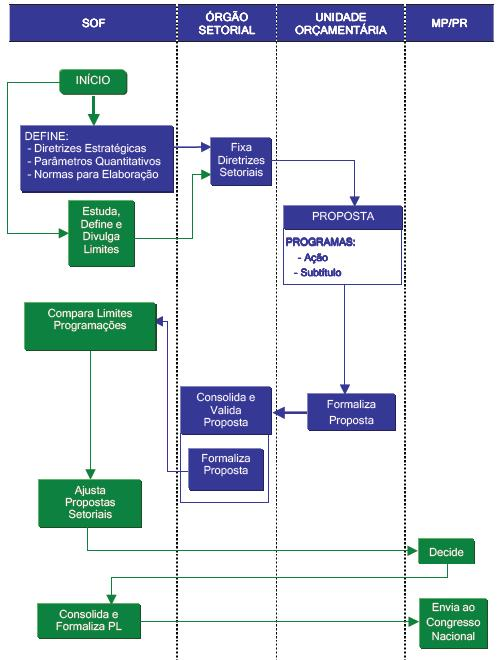 SOF
ÓRGÃO
SETORIAL
UNIDADE
ORÇAMENTÁRIA
MP/PR
INÍCIO
DEFINE:
- Diretrizes Estratégicas
- Parâmetros Quantitativos
- Normas para Elaboração
Fixa
Diretrizes
Setoriais
Estuda,
Define e
Divulga
Limites
PROPOSTA
PROGRAMAS:
- Ação
- Subtítulo
Compara Limites
Programações
Consolida e
Valida
Proposta
Formaliza
Proposta
Formaliza
Proposta
Ajusta
Propostas
Setoriais
Decide
Consolida e
Formaliza PL
Envia ao
Congresso
Nacional